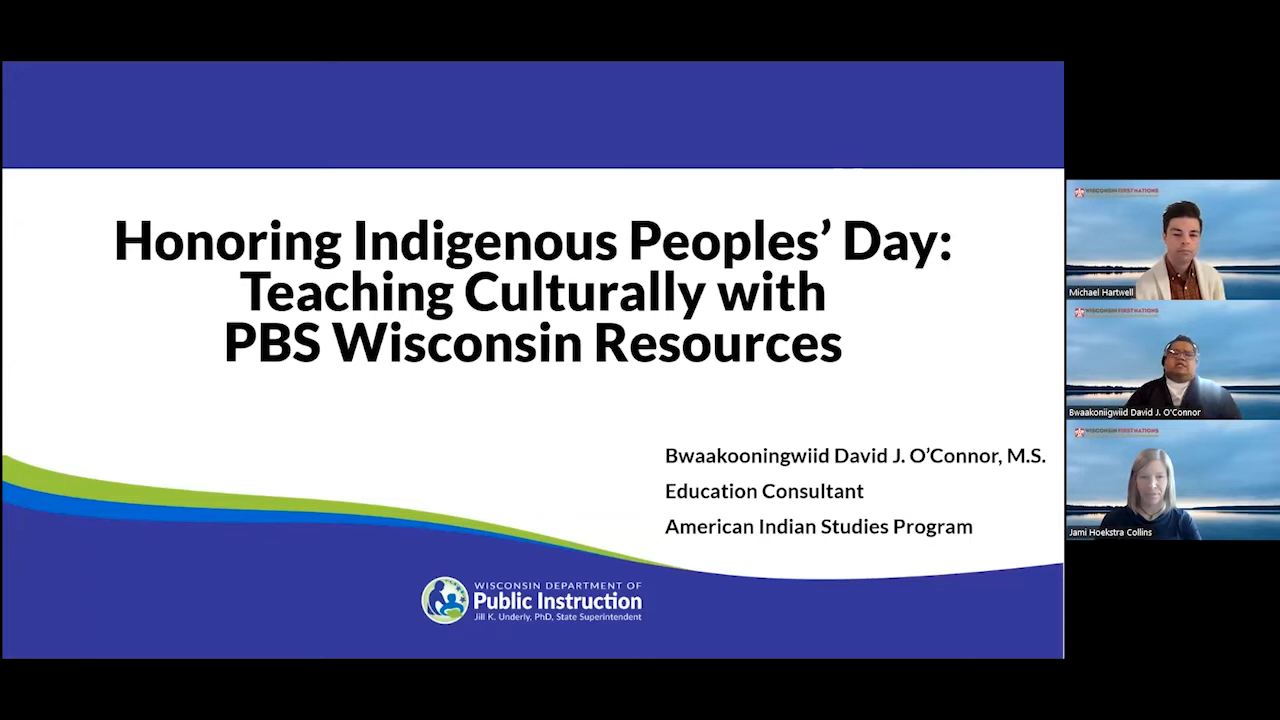 Honoring Indigenous Peoples’ Day:
Teaching Culturally with
PBS Wisconsin Resources
Bwaakooningwiid David J. O’Connor, M.S.
Education Consultant
American Indian Studies Program
WISCONSIN DEPARTMENT OF
Public Instruction
Jill K. Underly, PhD, State Superintendent
WISCONSIN FIRST NATIONS
Michael Hartwell
WISCONSIN FIRST NATIONS
Bwaakoniigwiid David J. O'Connor
WISCONSIN FIRST NATIONS
Jami Hoekstra Collins